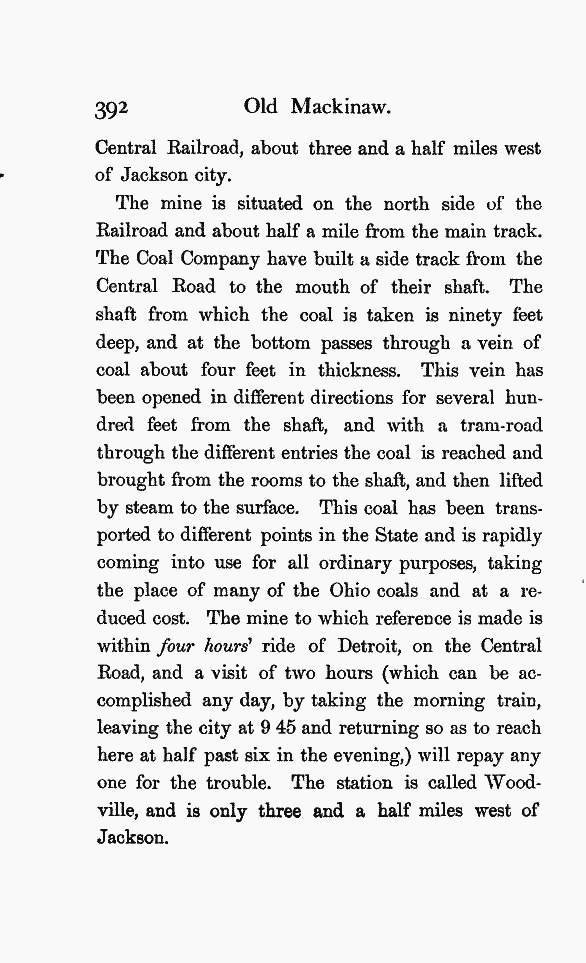 392 Old Mackinaw.
Central Railroad, about three and a half miles west
of Jackson city.
The mine is situated on the north side of the
Railroad and about half a mile from the main track.
The Coal Company have built a side track from the
Central Road to the mouth of their shaft. The
shaft from which the coal is taken is ninety feet
deep, and at the bottom passes through a vein of
coal about four feet in thickness. This vein has
been opened in different directions for several hun-
dred feet from the shaft, and with a tram-road
through the different entries the coal is reached and
brought from the rooms to the shaft, and then lifted
by steam to the surface. This coal has been trans-
ported to different points in the State and is rapidly
coming into use for all ordinary purposes, taking
the place of many of the Ohio coals and at a re-
duced cost. The mine to which reference is made is
within four hours' ride of Detroit, on the Central
Road, and a visit of two hours (which can be ac-
complished any day, by taking the morning train,
leaving the city at 9 45 and returning so as to reach
here at half past six in the evening,) will repay any
one for the trouble. The station is called Wood-
ville, and is only three and a half miles west of
Jackson.